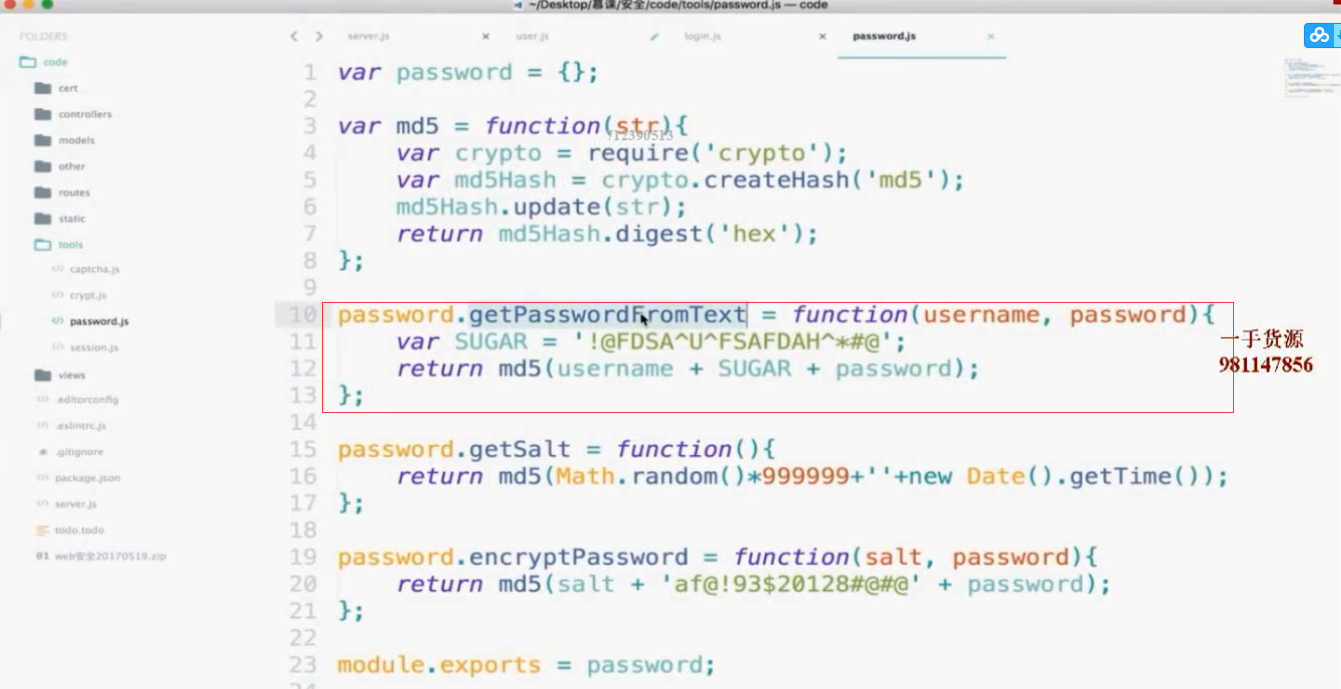 ~/Desktop/慕课/安全/code/tools/password.js — code
FOLDERS
code
cert
controllers
models
other
routes
static
tools
captcha.js
crypt.js
password.js
session.js
views
.editorconfig
.eslintrc.js
.gitignore
package.json
server.js
todo.todo
01 web安全20170519.zip
server.js × user.js login.js × password.js ×
1 var password = {};
2
3 var md5 = function(str){
4 var crypto = require('crypto');
5 var md5Hash = crypto.createHash('md5');
6 md5Hash.update(str);
7 return md5Hash.digest('hex');
8 };
9
10 password.getPasswordFromText = function(username, password){
11 var SUGAR = '!@FDSA^U^FSAFDAH^*#@';
12 return md5(username + SUGAR + password);
13 };
14
15 password.getSalt = function(){
16 return md5(Math.random()*999999+''+new Date().getTime());
17 };
18
19 password.encryptPassword = function(salt, password){
20 return md5(salt + 'af@!93$20128#@#@' + password);
21 };
22
23 module.exports = password;
一手货源
981147856